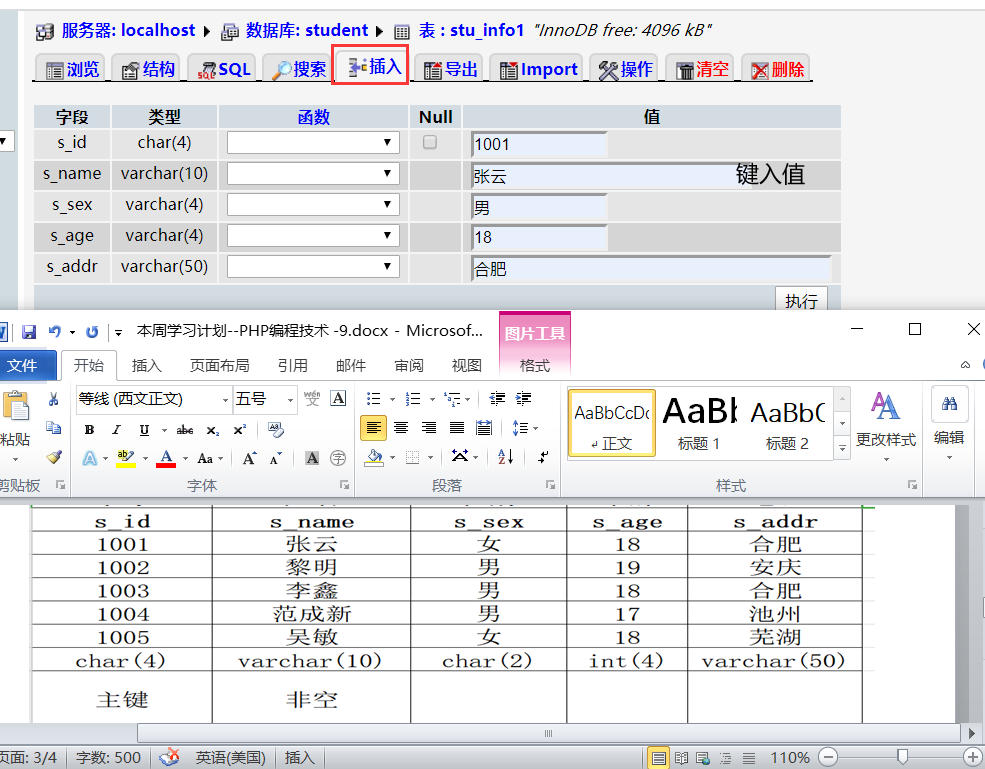 服务器: localhost ▶ 数据库: student ▶ 表 : stu_info1 "InnoDB free: 4096 kB"
浏览 结构 SQL 搜索 插入 导出 Import 操作 清空 删除
字段 类型 函数 Null 值
s_id char(4) 1001
s_name varchar(10) 张云 键入值
s_sex varchar(4) 男
s_age varchar(4) 18
s_addr varchar(50) 合肥
执行
本周学习计划--PHP编程技术 -9.docx - Microsof... 图片工具
文件 开始 插入 页面布局 引用 邮件 审阅 视图 格式
等线 (西文正文) 五号 wén 文 A
粘贴 B I U abc x₂ x² AaBbCcDc AaBl AaBbC 更改样式 编辑
↲ 正文 标题 1 标题 2
A ab A Aa A A A 字
剪贴板 字体 段落 样式
s_id s_name s_sex s_age s_addr
1001 张云 女 18 合肥
1002 黎明 男 19 安庆
1003 李鑫 男 18 合肥
1004 范成新 男 17 池州
1005 吴敏 女 18 芜湖
char(4) varchar(10) char(2) int(4) varchar(50)
主键 非空
页面: 3/4 字数: 500 英语(美国) 插入 110%